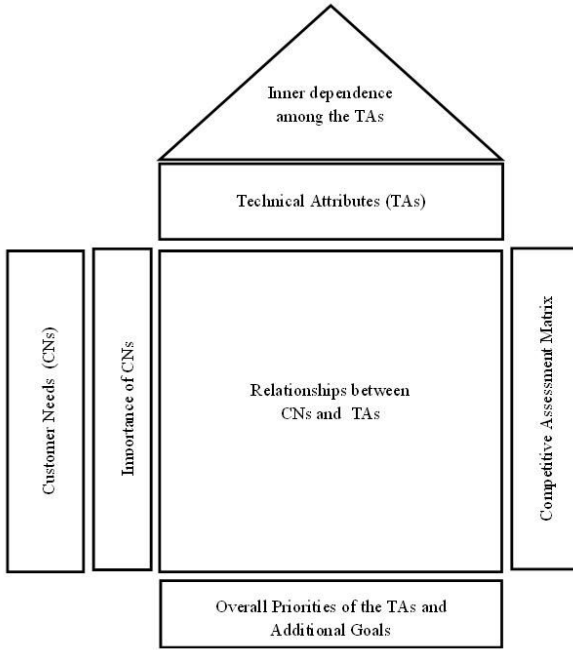 Inner dependence
among the TAs
Technical Attributes (TAs)
Customer Needs (CNs)
Importance of CNs
Relationships between
CNs and TAs
Competitive Assessment Matrix
Overall Priorities of the TAs and
Additional Goals